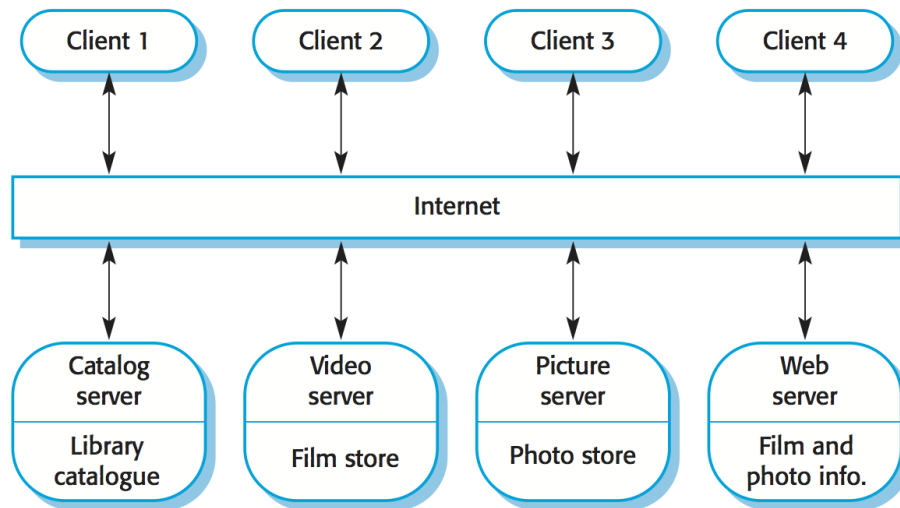 Client 1
Client 2
Client 3
Client 4
Internet
Catalog
server
Library
catalogue
Video
server
Film store
Picture
server
Photo store
Web
server
Film and
photo info.